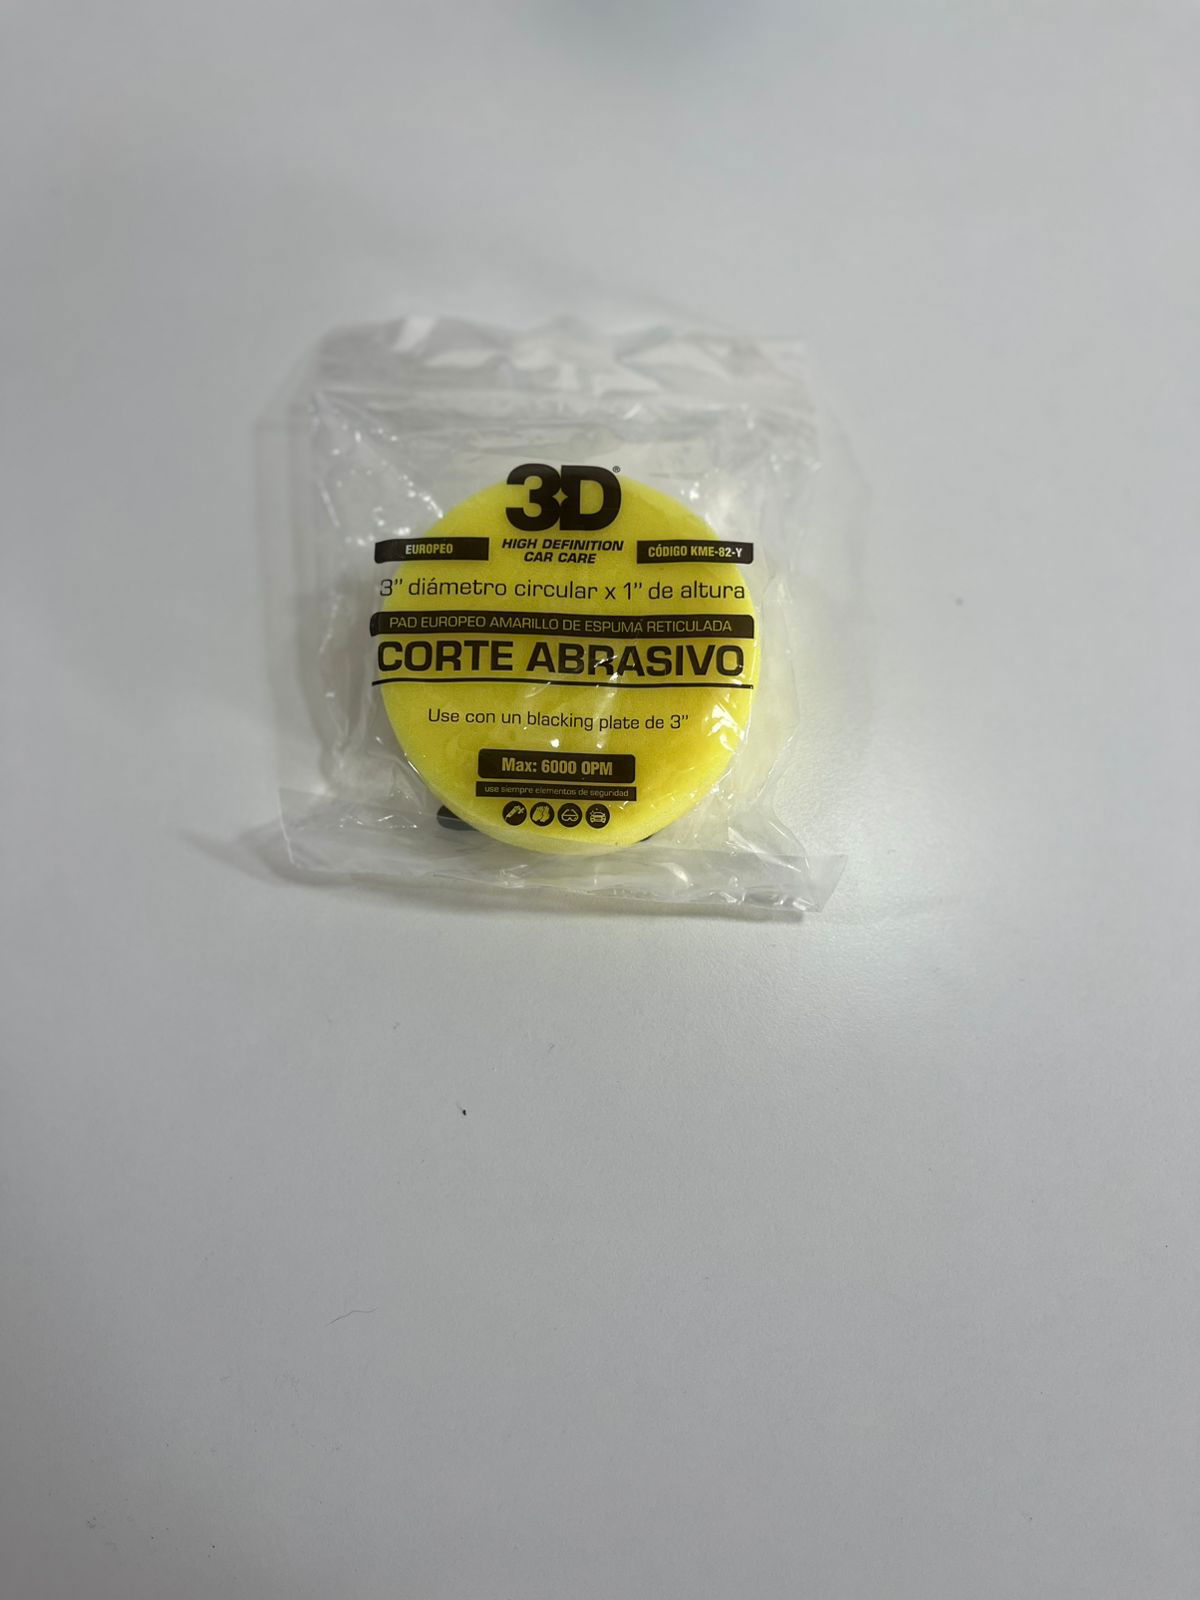 3D®
HIGH DEFINITION
CAR CARE
EUROPEO
CÓDIGO KME-82-Y
3" diámetro circular x 1" de altura
PAD EUROPEO AMARILLO DE ESPUMA RETICULADA
CORTE ABRASIVO
Use con un blacking plate de 3"
Max: 6000 OPM
use siempre elementos de seguridad